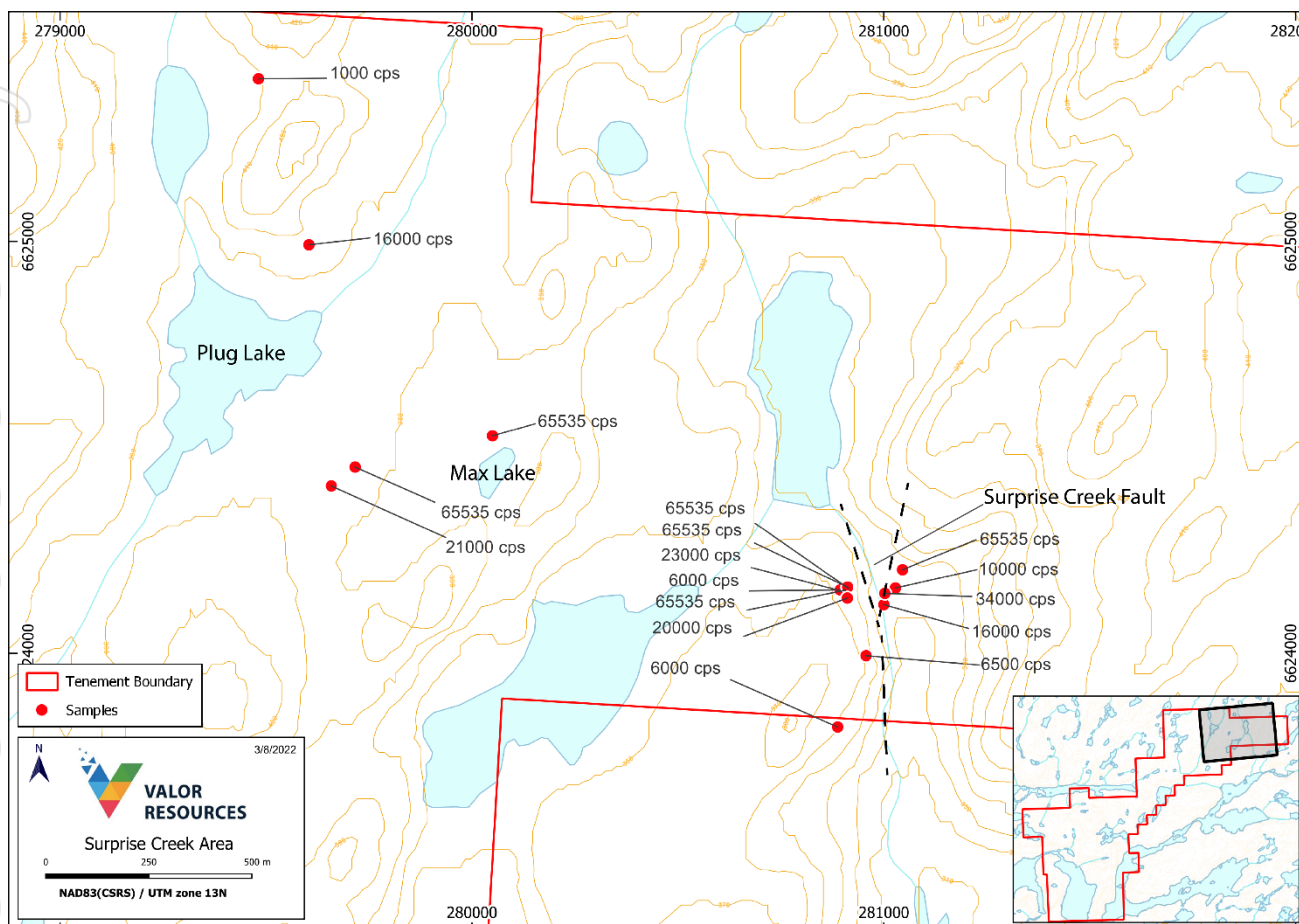 279000
280000
281000
2820
1000 cps
6625000
16000 cps
6625000
Plug Lake
65535 cps
Max Lake
65535 cps
21000 cps
Surprise Creek Fault
65535 cps
65535 cps
23000 cps
6000 cps
65535 cps
20000 cps
6000 cps
65535 cps
10000 cps
34000 cps
16000 cps
6500 cps
24000
6624000
Tenement Boundary
Samples
N
3/8/2022
VALOR
RESOURCES
Surprise Creek Area
0 250 500 m
NAD83(CSRS) / UTM zone 13N
280000
281000